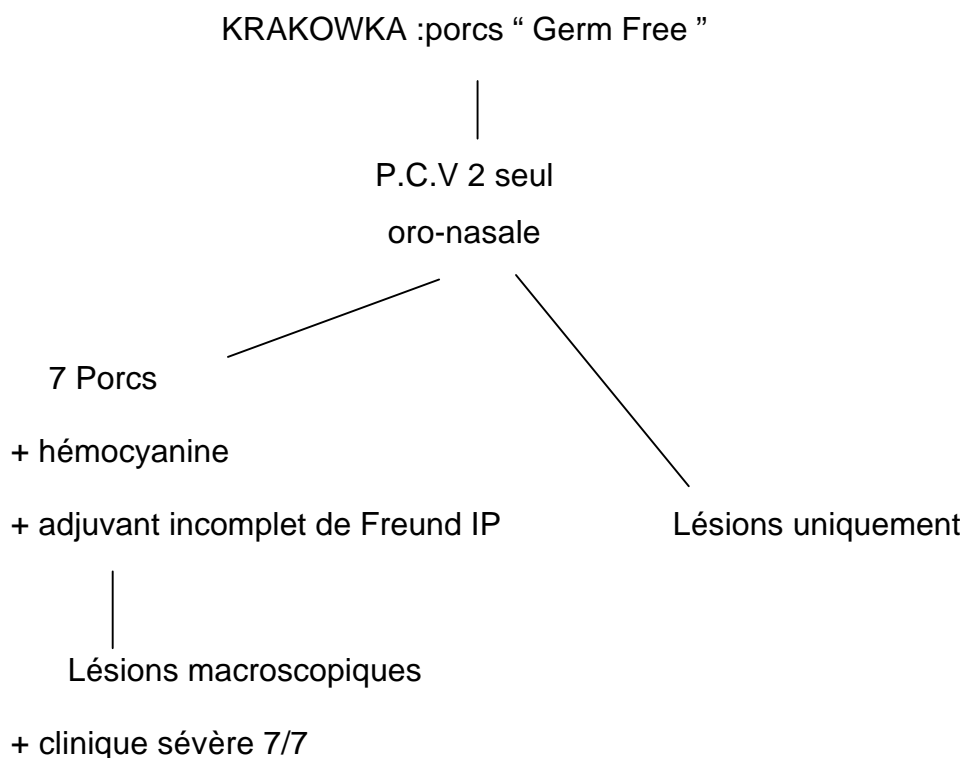 KRAKOWKA :porcs “ Germ Free ”
P.C.V 2 seul
oro-nasale
7 Porcs
+ hémocyanine
+ adjuvant incomplet de Freund IP
Lésions uniquement
Lésions macroscopiques
+ clinique sévère 7/7